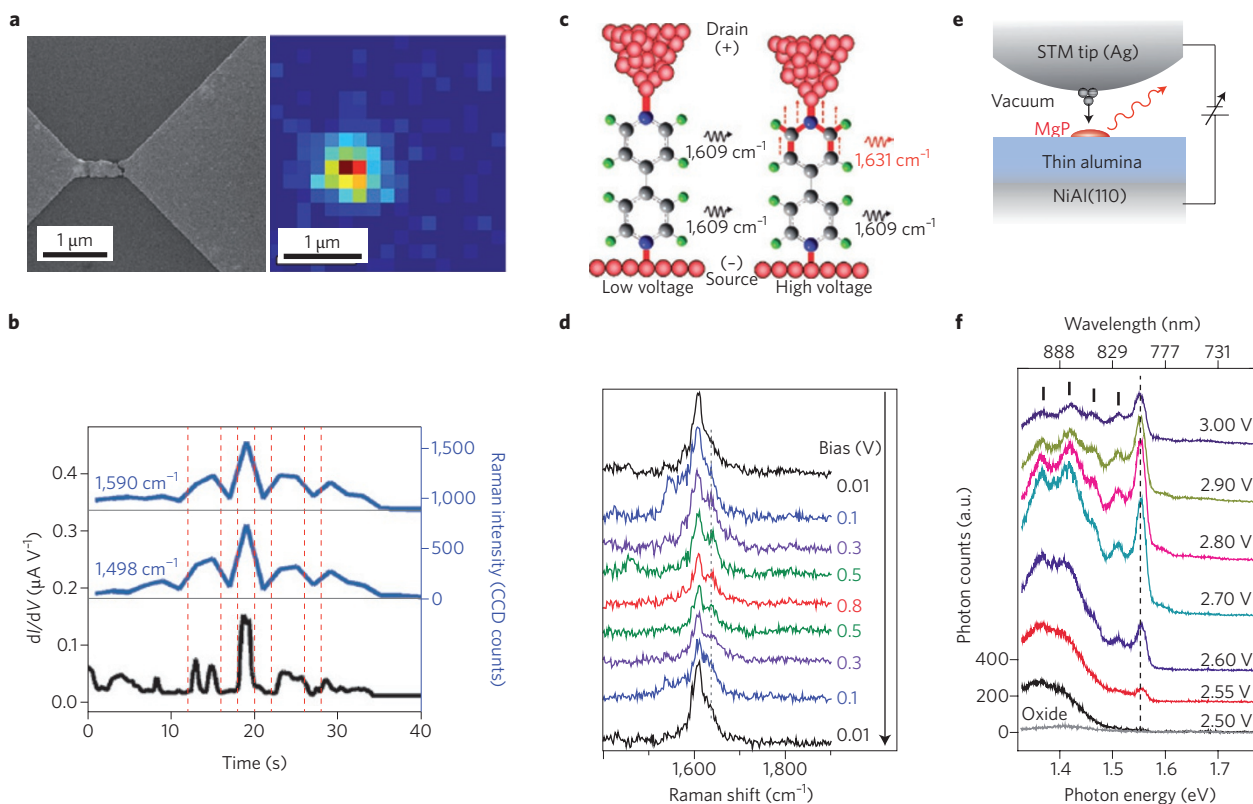 a
1 µm
1 µm
b
0.4
0.3
0.2
0.1
0.0
dI/dV (µA V⁻¹)
1,590 cm⁻¹
1,498 cm⁻¹
1,500
1,000
500
0
Raman intensity (CCD counts)
0
10
20
30
40
Time (s)
c
Drain
(+)
1,609 cm⁻¹
1,631 cm⁻¹
1,609 cm⁻¹
1,609 cm⁻¹
(–)
Source
Low voltage
High voltage
d
Bias (V)
0.01
0.1
0.3
0.5
0.8
0.5
0.3
0.1
0.01
1,600
1,800
Raman shift (cm⁻¹)
e
STM tip (Ag)
Vacuum
MgP
Thin alumina
NiAl(110)
f
Wavelength (nm)
888
829
777
731
3.00 V
2.90 V
2.80 V
2.70 V
2.60 V
2.55 V
2.50 V
Photon counts (a.u.)
400
200
0
Oxide
1.4
1.5
1.6
1.7
Photon energy (eV)